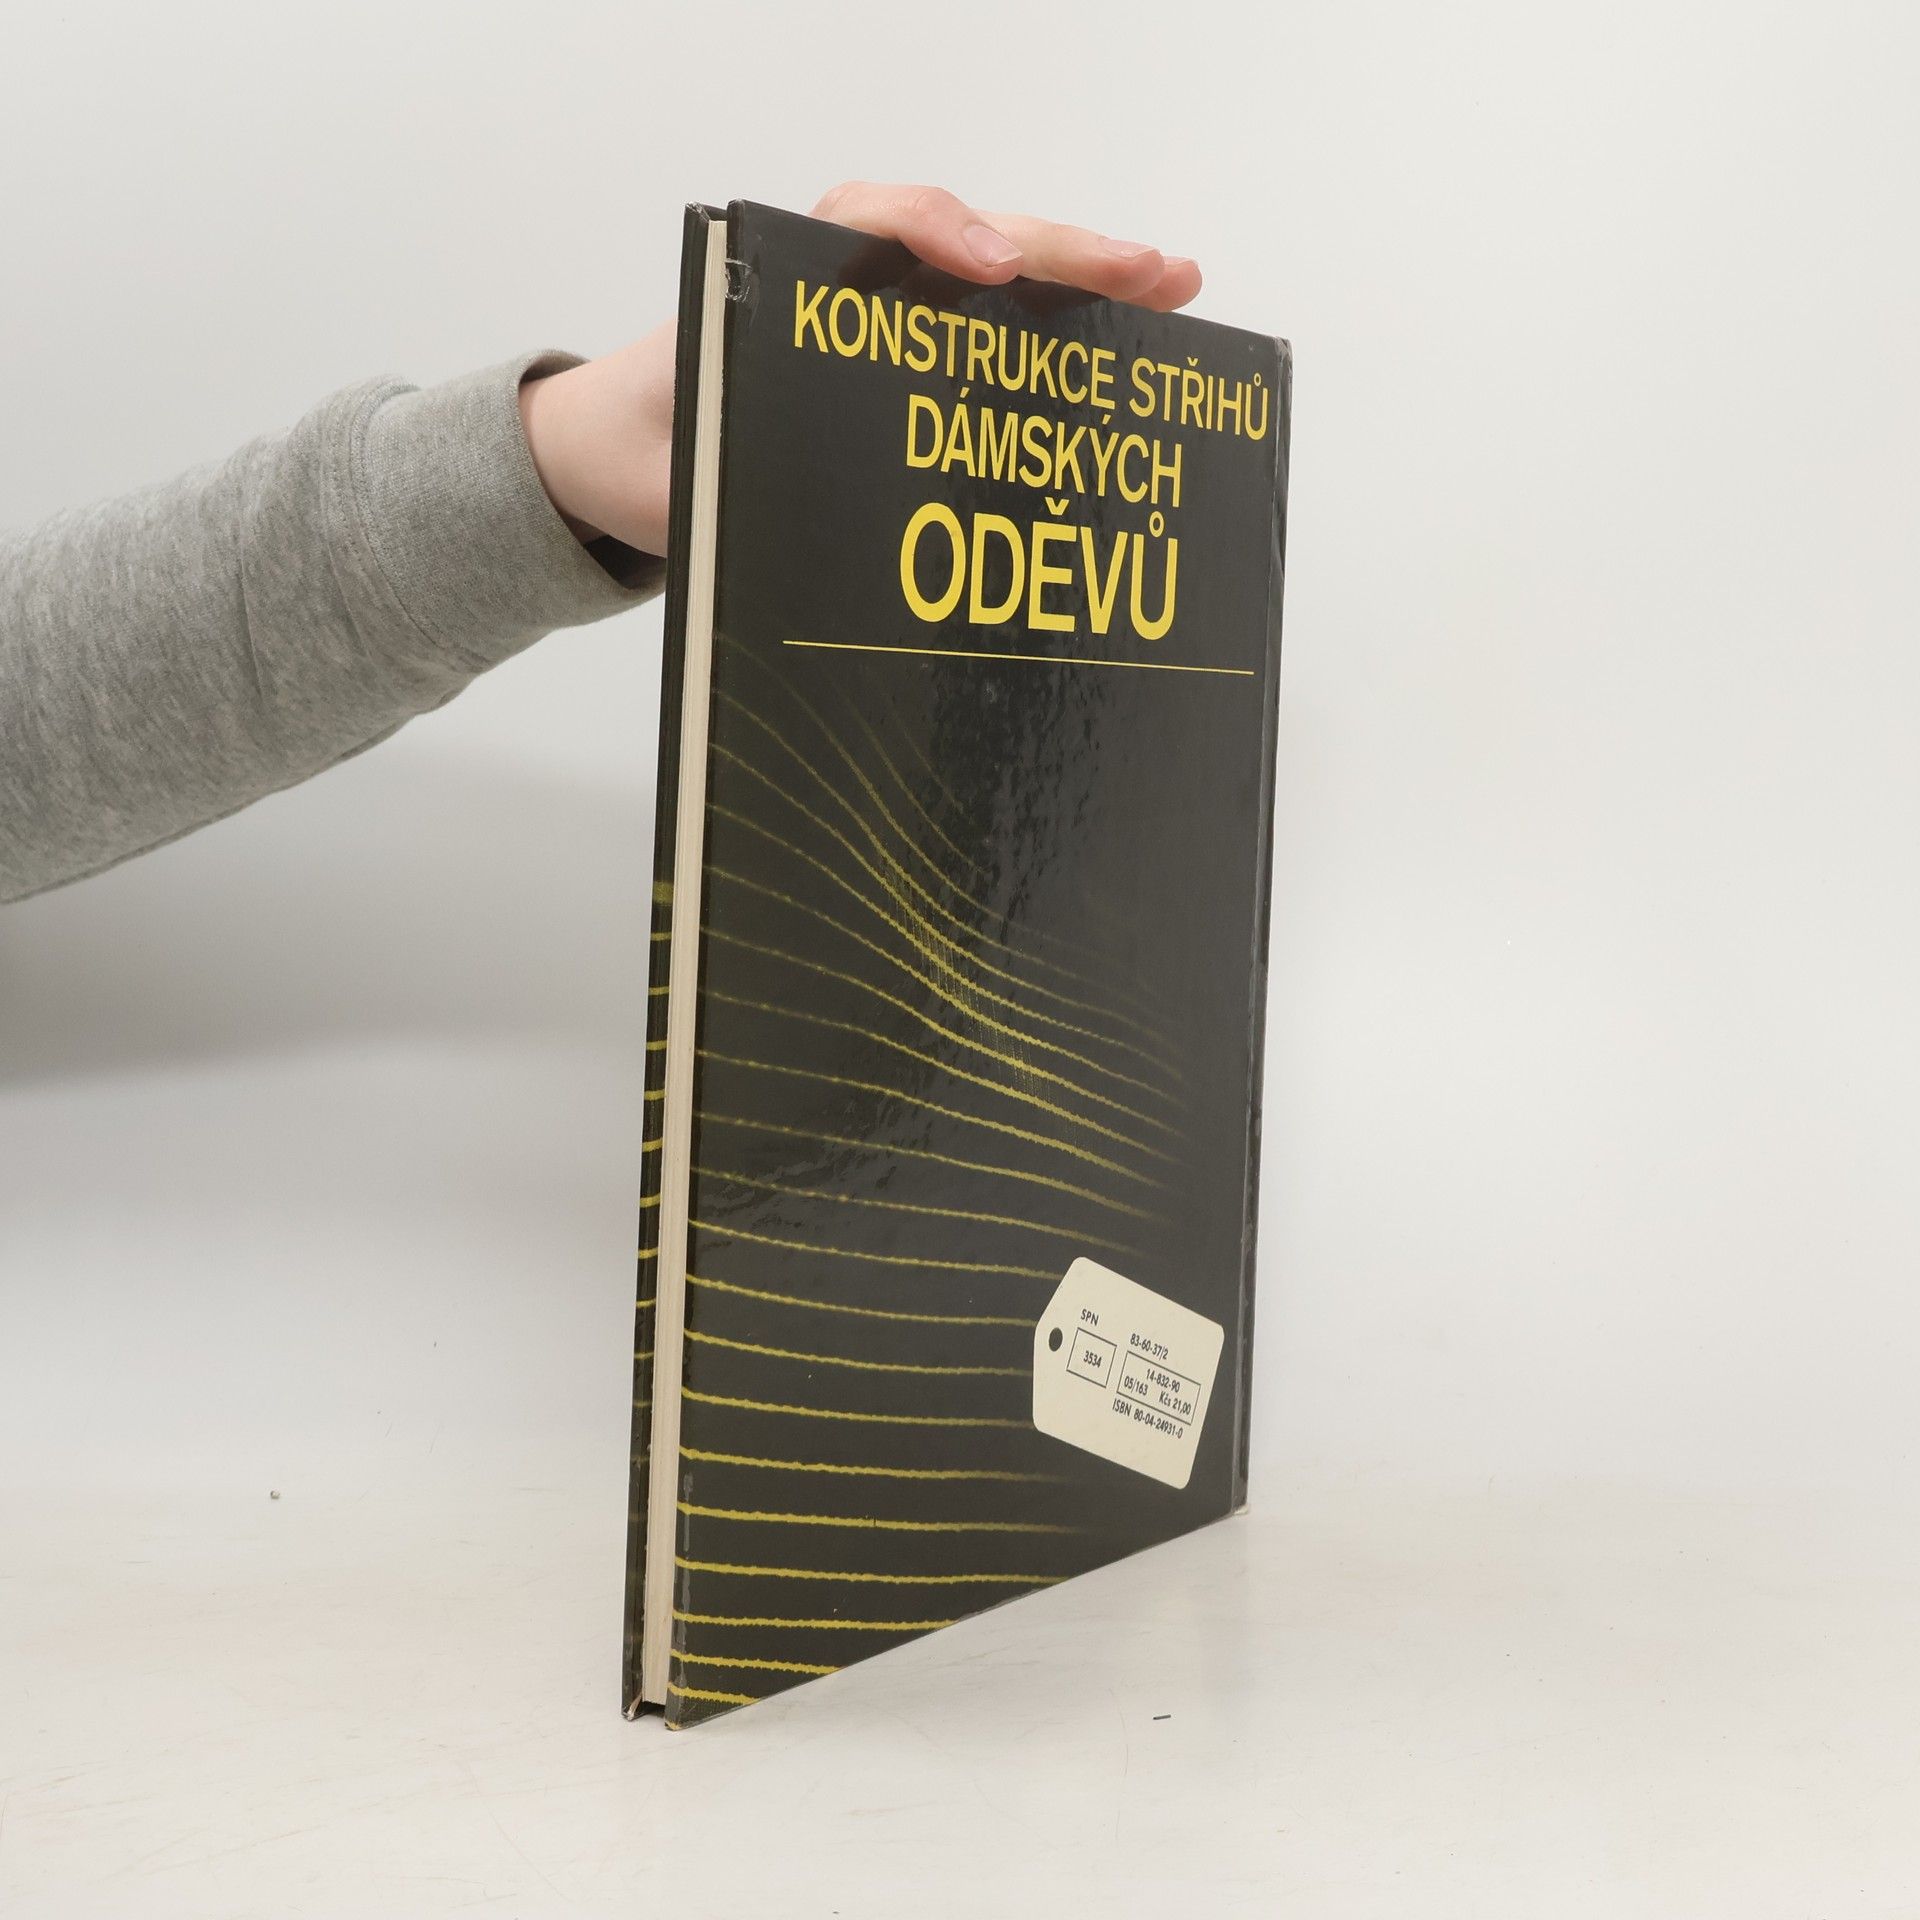 KONSTRUKCE STŘIHŮ
DÁMSKÝCH
ODĚVŮ
SPN
3534
83-60-37/2
14-832-90
05/163 Kčs 21,00
ISBN 80-04-24931-0